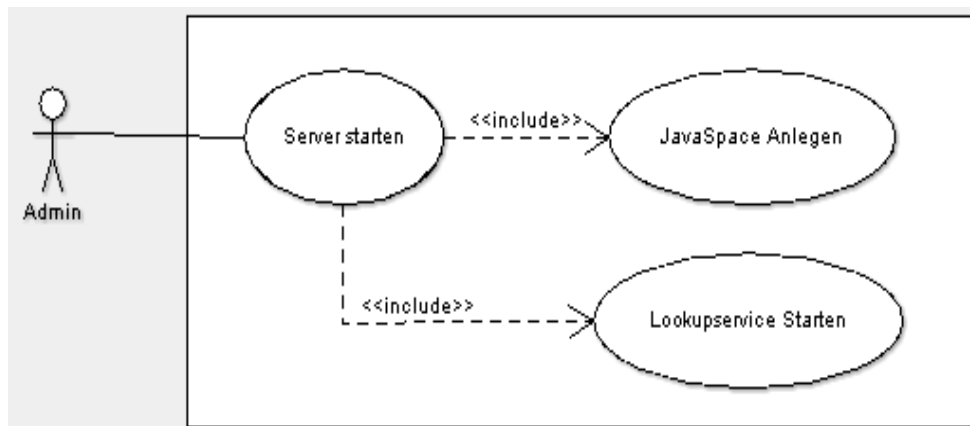 <<include>>
Server starten
JavaSpace Anlegen
Admin
<<include>>
Lookupservice Starten